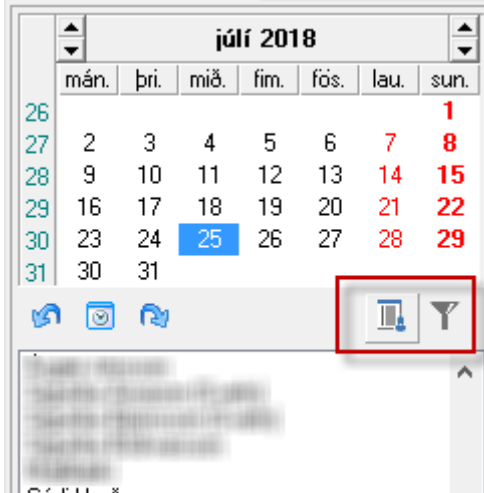 júlí 2018
mán. þri. mið. fim. fös. lau. sun.
26 1
27 2 3 4 5 6 7 8
28 9 10 11 12 13 14 15
29 16 17 18 19 20 21 22
30 23 24 25 26 27 28 29
31 30 31